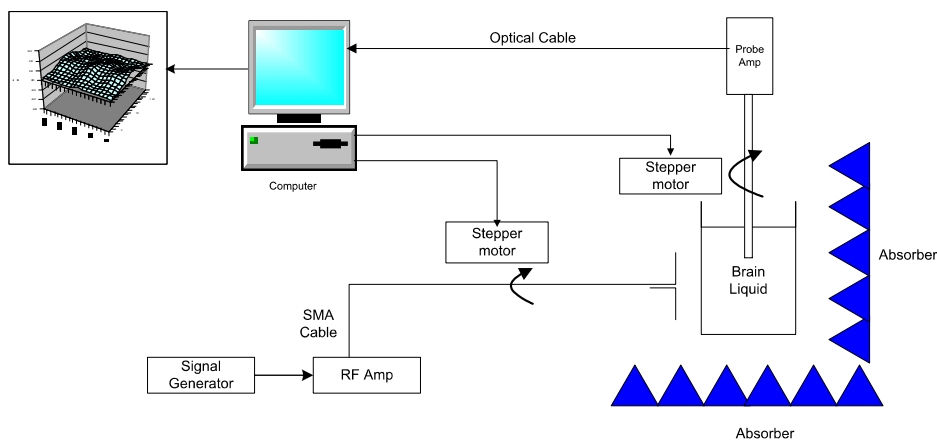 Optical Cable
Probe
Amp
Computer
Stepper
motor
Stepper
motor
Brain
Liquid
Absorber
SMA
Cable
Signal
Generator
RF Amp
Absorber